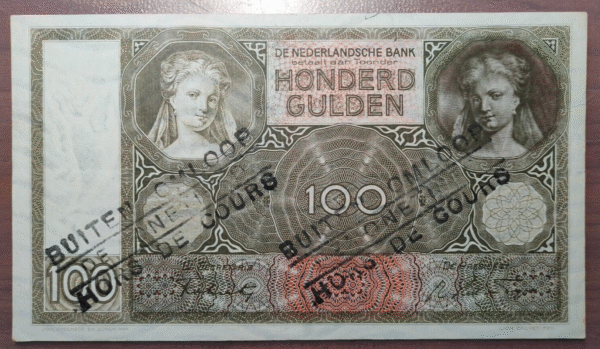 DE NEDERLANDSCHE BANK
betaalt aan Toonder
HONDERD
GULDEN
100
100
BUITEN OMLOOP
HORS DE COURS
BUITEN OMLOOP
HORS DE COURS